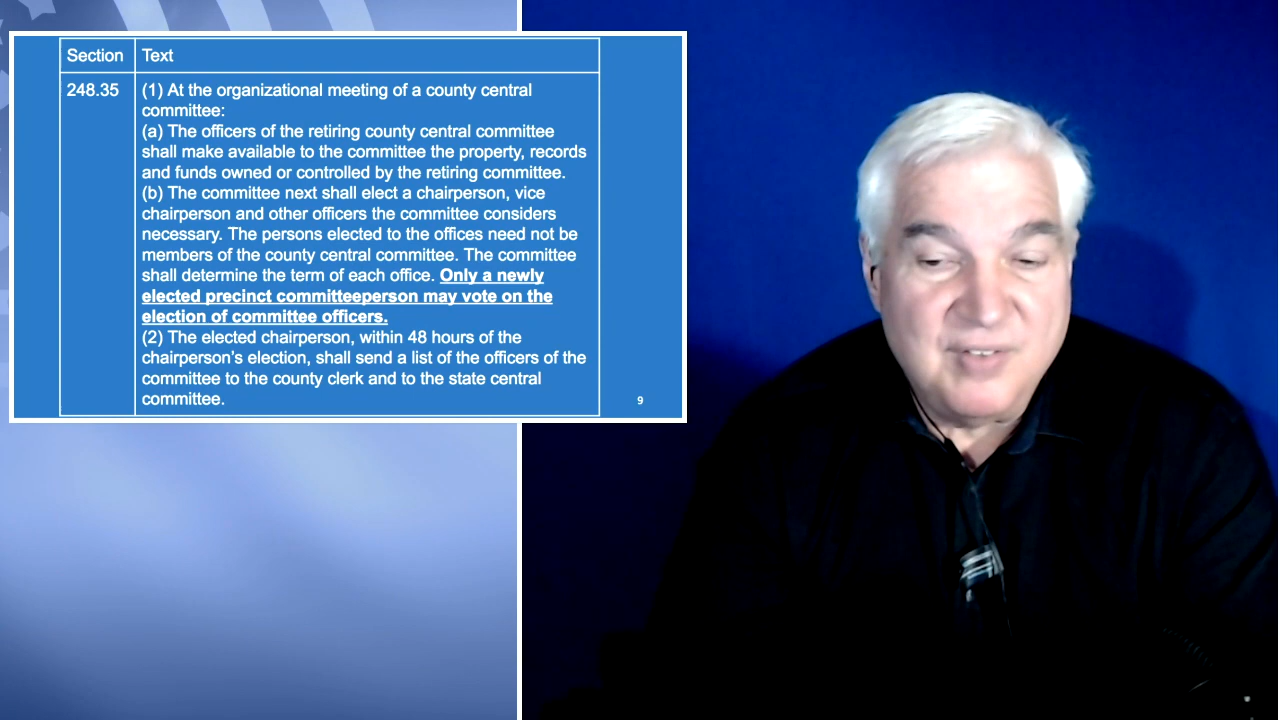 Section Text
248.35 (1) At the organizational meeting of a county central
committee:
(a) The officers of the retiring county central committee
shall make available to the committee the property, records
and funds owned or controlled by the retiring committee.
(b) The committee next shall elect a chairperson, vice
chairperson and other officers the committee considers
necessary. The persons elected to the offices need not be
members of the county central committee. The committee
shall determine the term of each office. Only a newly
elected precinct committeeperson may vote on the
election of committee officers.
(2) The elected chairperson, within 48 hours of the
chairperson’s election, shall send a list of the officers of the
committee to the county clerk and to the state central
committee.
9